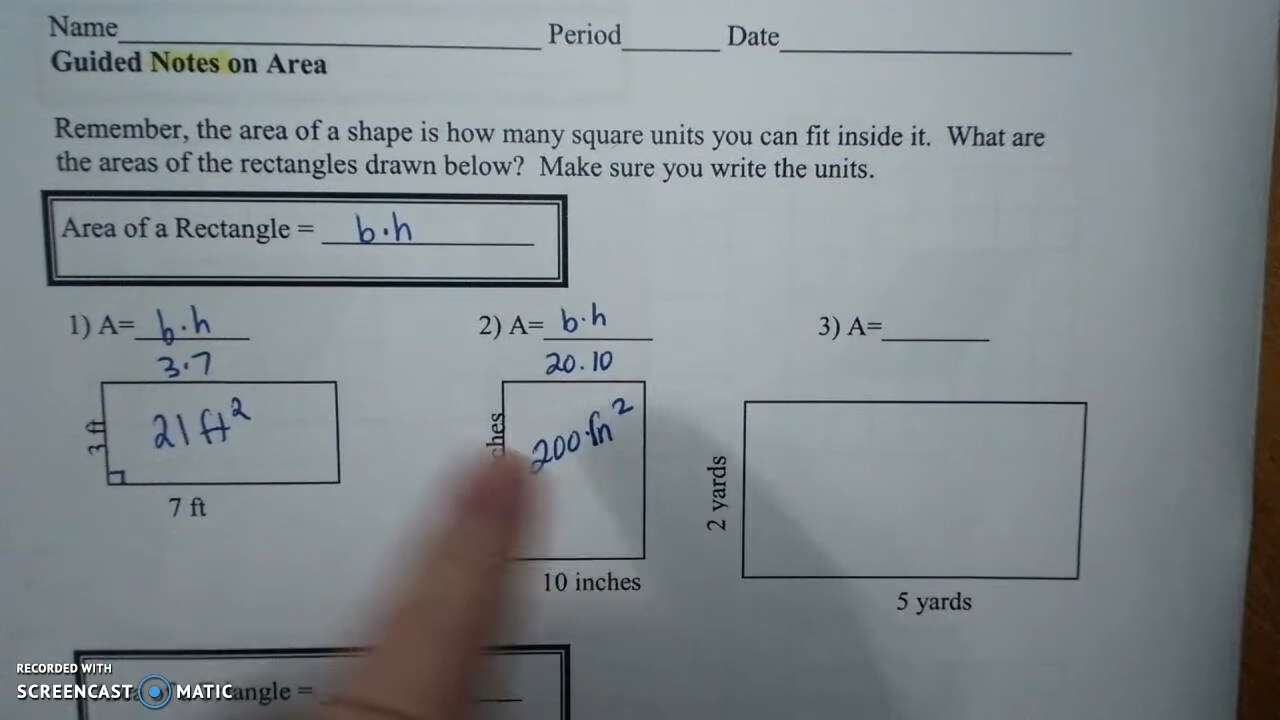 Name Period Date
Guided Notes on Area
Remember, the area of a shape is how many square units you can fit inside it. What are
the areas of the rectangles drawn below? Make sure you write the units.
Area of a Rectangle = b·h
1) A= b·h
3·7
2) A= b·h
20·10
3) A=
3 ft
21 ft²
7 ft
200 in²
10 inches
2 yards
5 yards
RECORDED WITH
SCREENCAST MATIC